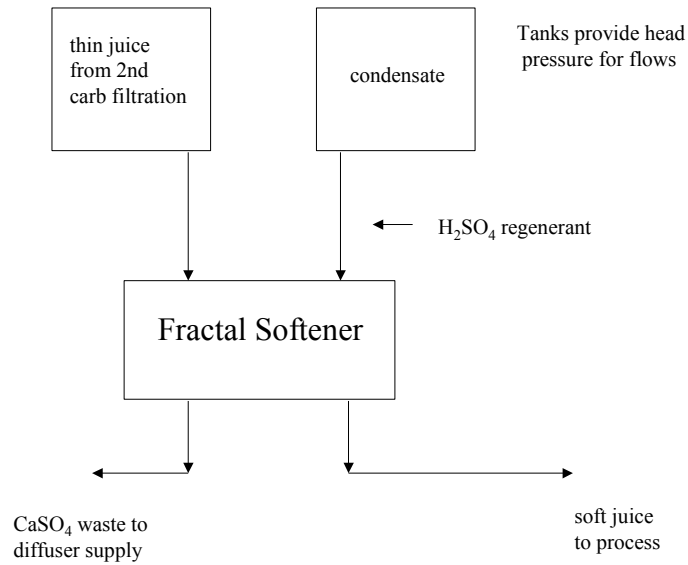 thin juice
from 2nd
carb filtration
condensate
Tanks provide head
pressure for flows
H₂SO₄ regenerant
Fractal Softener
CaSO₄ waste to
diffuser supply
soft juice
to process